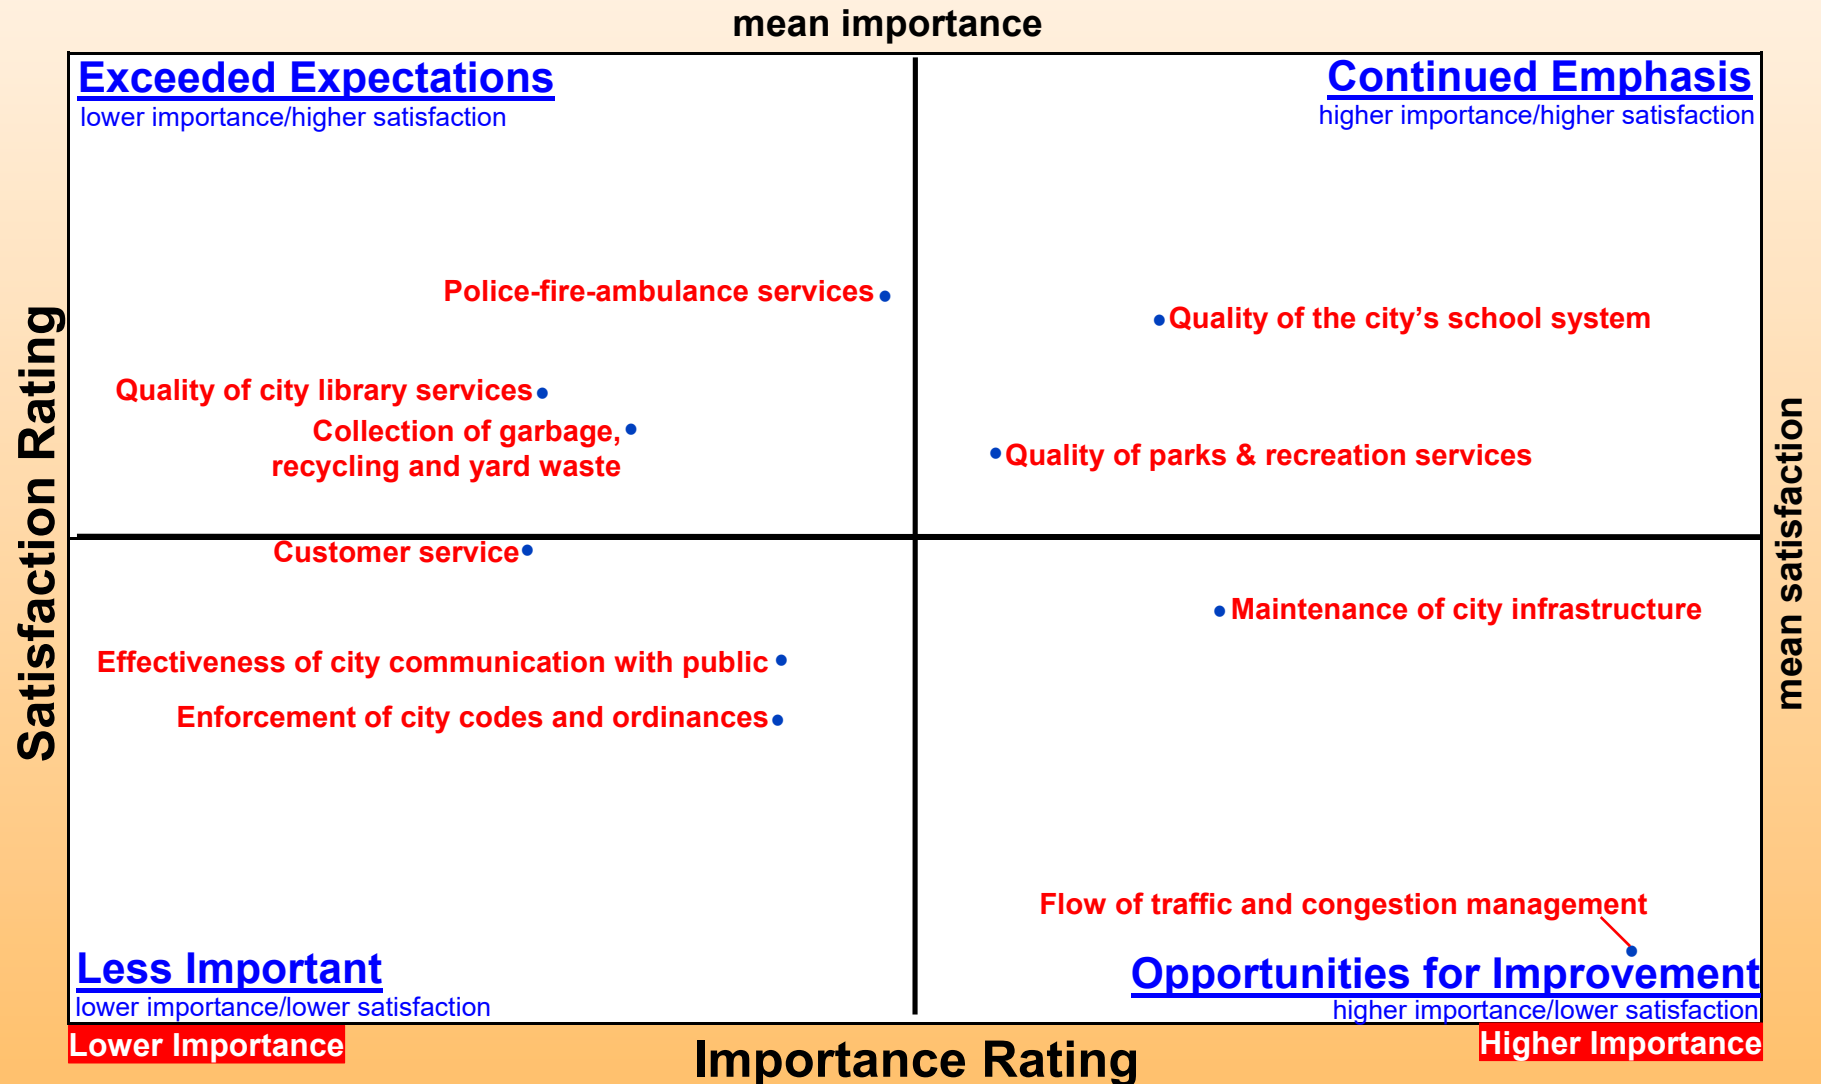 mean importance
Exceeded Expectations
lower importance/higher satisfaction
Continued Emphasis
higher importance/higher satisfaction
Police-fire-ambulance services
Quality of the city’s school system
Quality of city library services
Collection of garbage,
recycling and yard waste
Quality of parks & recreation services
Satisfaction Rating
mean satisfaction
Customer service
Maintenance of city infrastructure
Effectiveness of city communication with public
Enforcement of city codes and ordinances
Flow of traffic and congestion management
Less Important
lower importance/lower satisfaction
Opportunities for Improvement
higher importance/lower satisfaction
Lower Importance
Importance Rating
Higher Importance